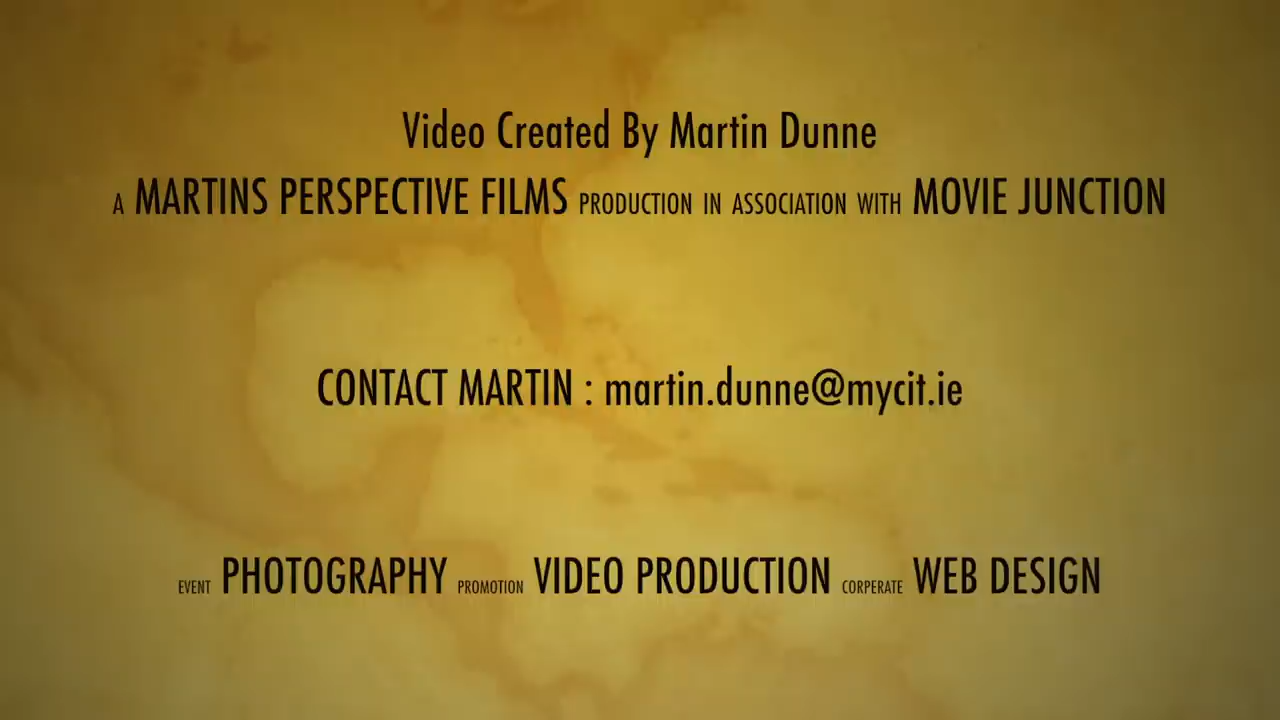 Video Created By Martin Dunne
A MARTINS PERSPECTIVE FILMS PRODUCTION IN ASSOCIATION WITH MOVIE JUNCTION
CONTACT MARTIN : martin.dunne@mycit.ie
EVENT PHOTOGRAPHY PROMOTION VIDEO PRODUCTION CORPERATE WEB DESIGN